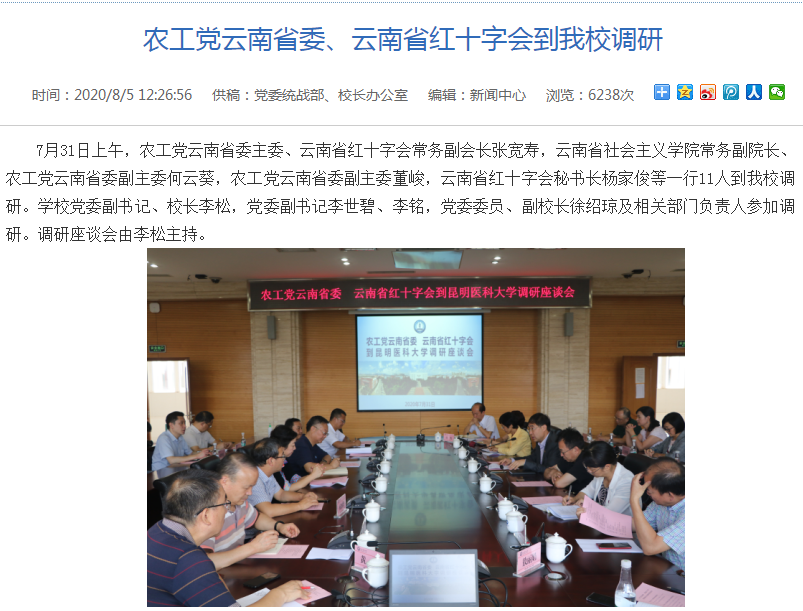 农工党云南省委、云南省红十字会到我校调研
时间：2020/8/5 12:26:56 供稿：党委统战部、校长办公室 编辑：新闻中心 浏览：6238次
7月31日上午，农工党云南省委主委、云南省红十字会常务副会长张宽寿，云南省社会主义学院常务副院长、
农工党云南省委副主委何云葵，农工党云南省委副主委董峻，云南省红十字会秘书长杨家俊等一行11人到我校调
研。学校党委副书记、校长李松，党委副书记李世碧、李铭，党委委员、副校长徐绍琼及相关部门负责人参加调
研。调研座谈会由李松主持。
农工党云南省委 云南省红十字会到昆明医科大学调研座谈会
农工党云南省委 云南省红十字会
到昆明医科大学调研座谈会